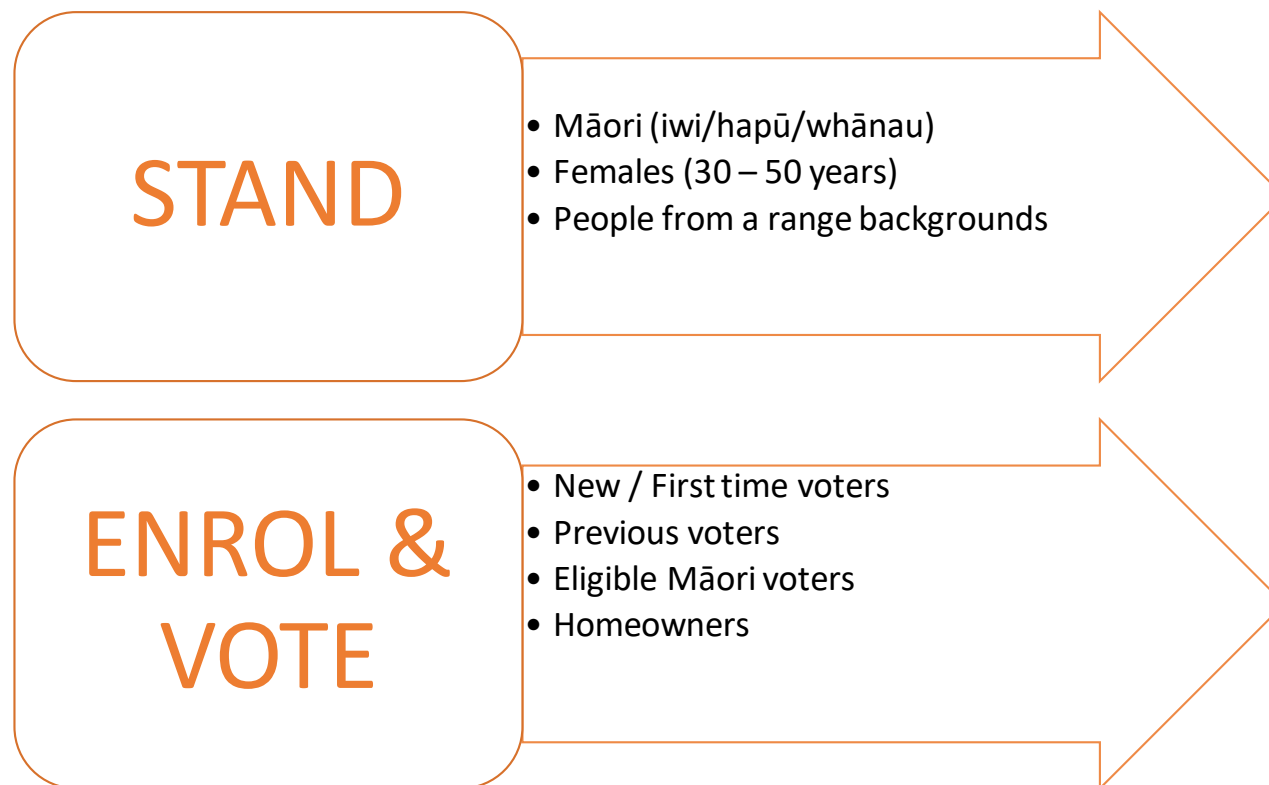 STAND
• Māori (iwi/hapū/whānau)
• Females (30 – 50 years)
• People from a range backgrounds
ENROL &
VOTE
• New / First time voters
• Previous voters
• Eligible Māori voters
• Homeowners